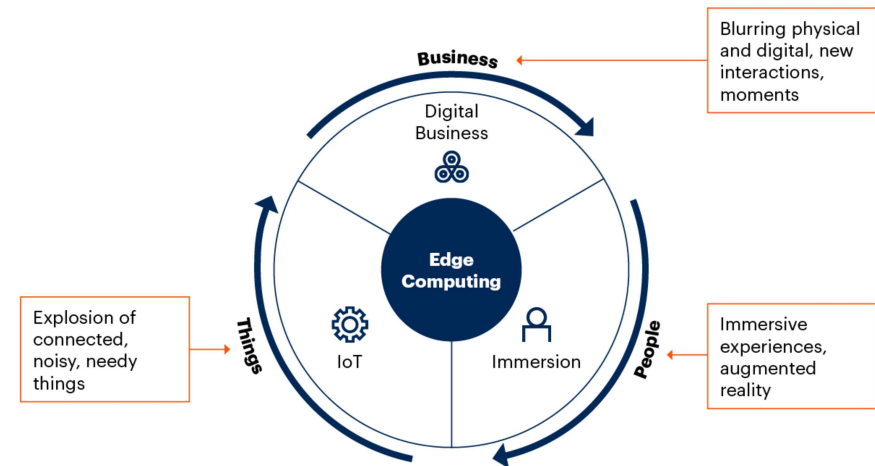 Business
Blurring physical
and digital, new
interactions,
moments
Digital
Business
Edge
Computing
Explosion of
connected,
noisy, needy
things
Things
IoT
Immersion
People
Immersive
experiences,
augmented
reality